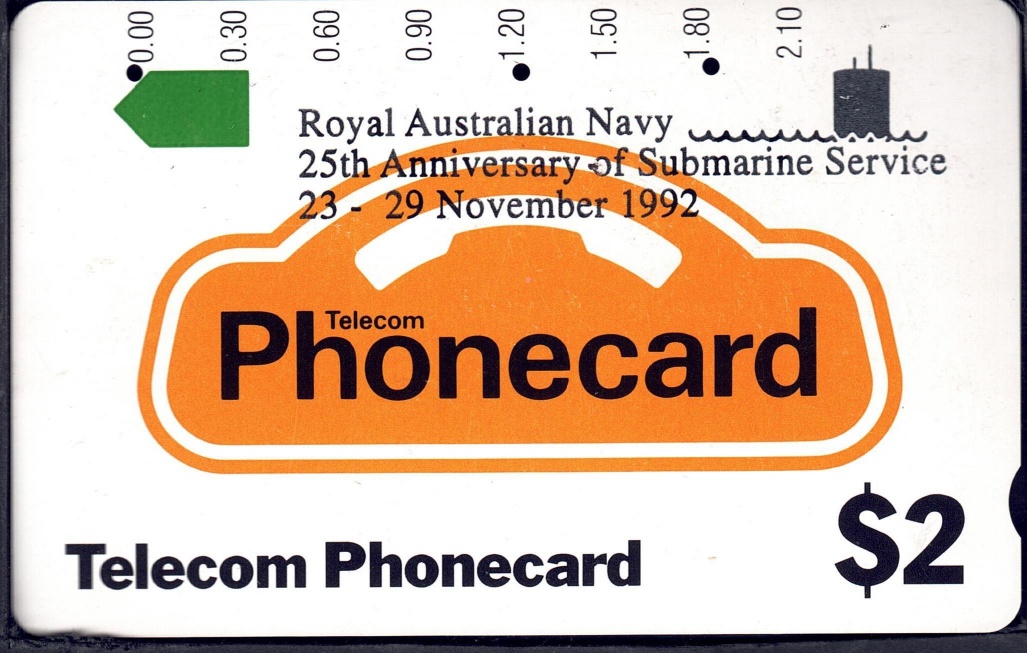 0.00 0.30 0.60 0.90 1.20 1.50 1.80 2.10
Royal Australian Navy
25th Anniversary of Submarine Service
23 - 29 November 1992
Telecom
Phonecard
$2
Telecom Phonecard